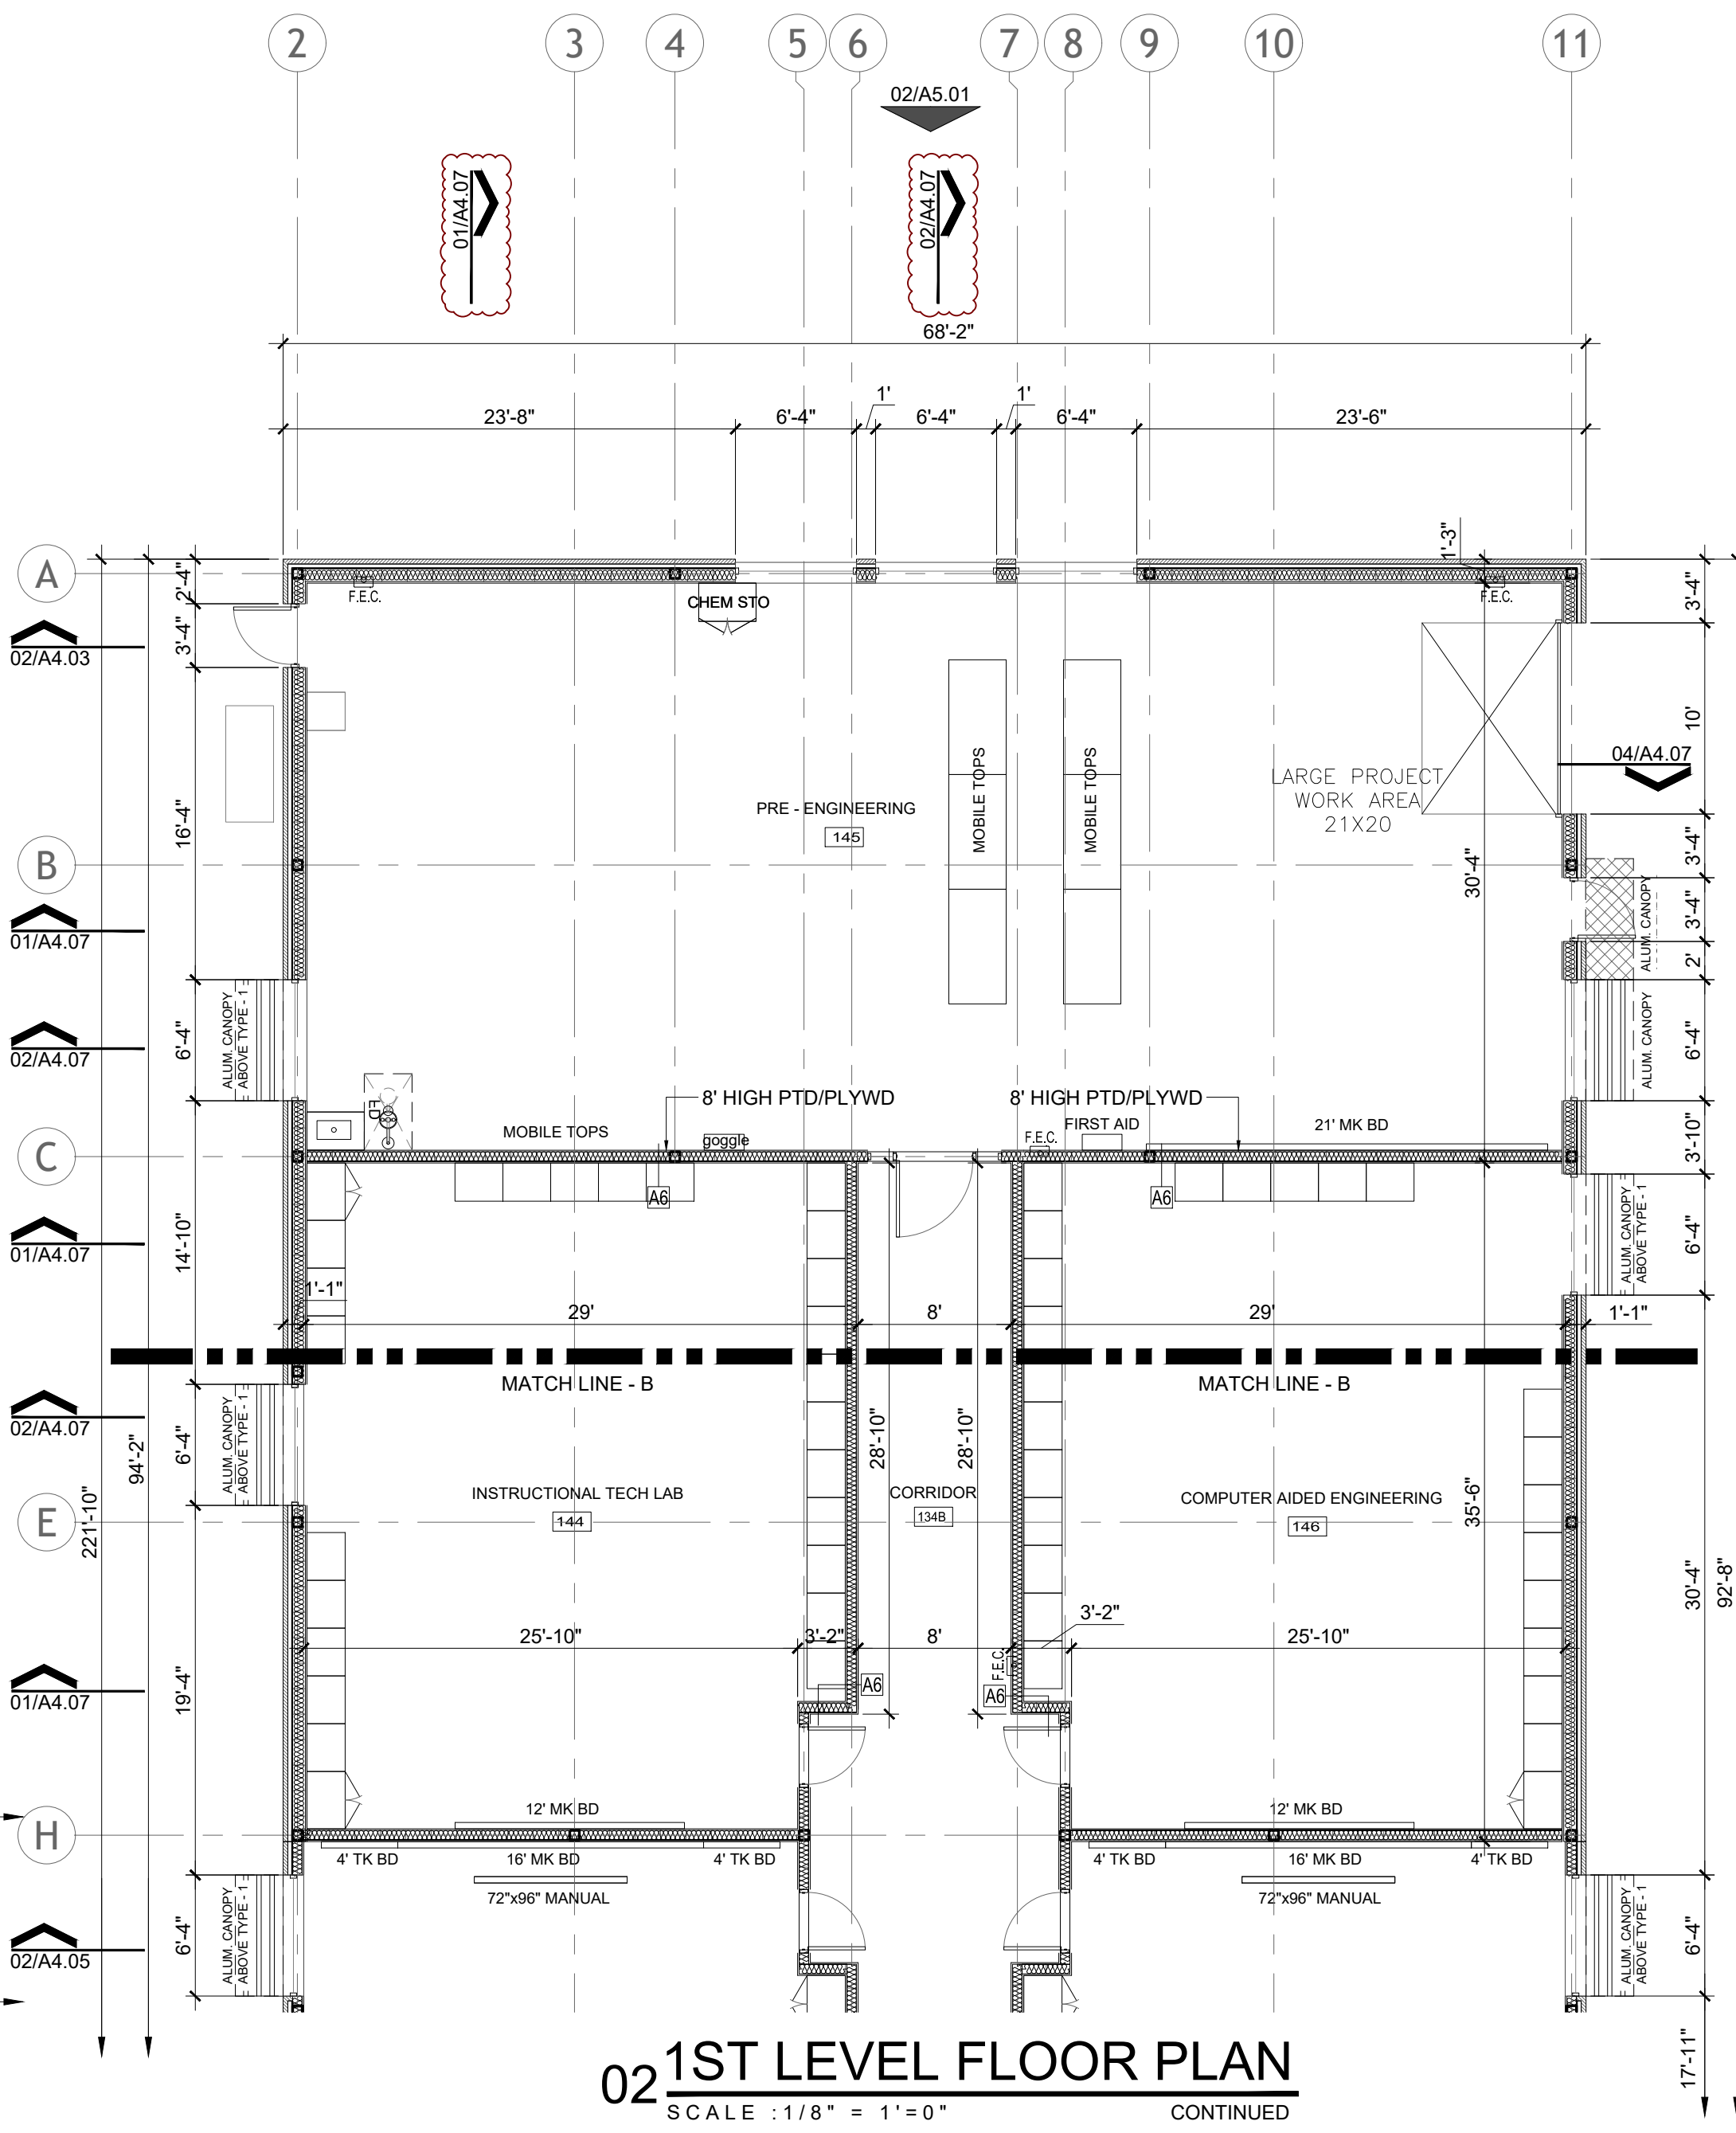 2 3 4 5 6 7 8 9 10 11
02/A5.01
01/A4.07
02/A4.07
68'-2"
1' 1'
23'-8" 6'-4" 6'-4" 6'-4" 23'-6"
A
2'-4"
F.E.C.
CHEM STO
1'-3"
F.E.C.
3'-4"
02/A4.03
3'-4"
10'
04/A4.07
MOBILE TOPS
MOBILE TOPS
LARGE PROJECT
WORK AREA
21X20
PRE - ENGINEERING
145
16'-4"
B
30'-4"
3'-4"
3'-4"
ALUM. CANOPY
2'
01/A4.07
02/A4.07
6'-4"
ALUM. CANOPY
ABOVE TYPE - 1
ALUM. CANOPY
6'-4"
8' HIGH PTD/PLYWD
8' HIGH PTD/PLYWD
MOBILE TOPS
goggle
F.E.C.
FIRST AID
21' MK BD
C
3'-10"
A6
A6
01/A4.07
14'-10"
ALUM. CANOPY
ABOVE TYPE - 1
6'-4"
1'-1"
29' 8' 29' 1'-1"
MATCH LINE - B
MATCH LINE - B
02/A4.07
221'-10"
94'-2"
6'-4"
ALUM. CANOPY
ABOVE TYPE - 1
28'-10"
28'-10"
INSTRUCTIONAL TECH LAB
144
CORRIDOR
134B
COMPUTER AIDED ENGINEERING
146
35'-6"
E
30'-4"
92'-8"
3'-2"
25'-10" 3'-2" 8' 25'-10"
F.E.C.
01/A4.07
19'-4"
A6
A6
12' MK BD
12' MK BD
H
4' TK BD 16' MK BD 4' TK BD
4' TK BD 16' MK BD 4' TK BD
72"x96" MANUAL
72"x96" MANUAL
02/A4.05
6'-4"
ALUM. CANOPY
ABOVE TYPE - 1
ALUM. CANOPY
ABOVE TYPE - 1
6'-4"
17'-11"
02 1ST LEVEL FLOOR PLAN
SCALE : 1/8" = 1'=0" CONTINUED